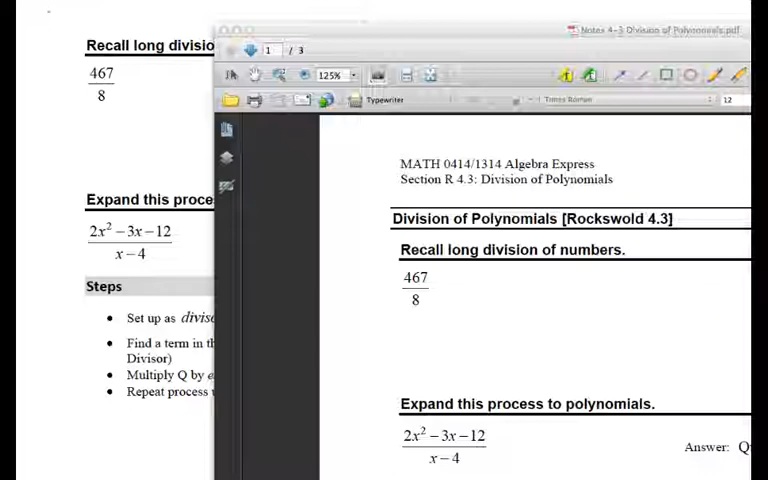 Notes 4-3 Division of Polynomials.pdf
1 / 3
125%
Typewriter
Times Roman
12
Recall long divisio
467
8
Expand this proce
2x² − 3x − 12
x − 4
Steps
• Set up as divise
• Find a term in th
Divisor)
• Multiply Q by e
• Repeat process
MATH 0414/1314 Algebra Express
Section R 4.3: Division of Polynomials
Division of Polynomials [Rockswold 4.3]
Recall long division of numbers.
467
8
Expand this process to polynomials.
2x² − 3x − 12
x − 4
Answer: Q